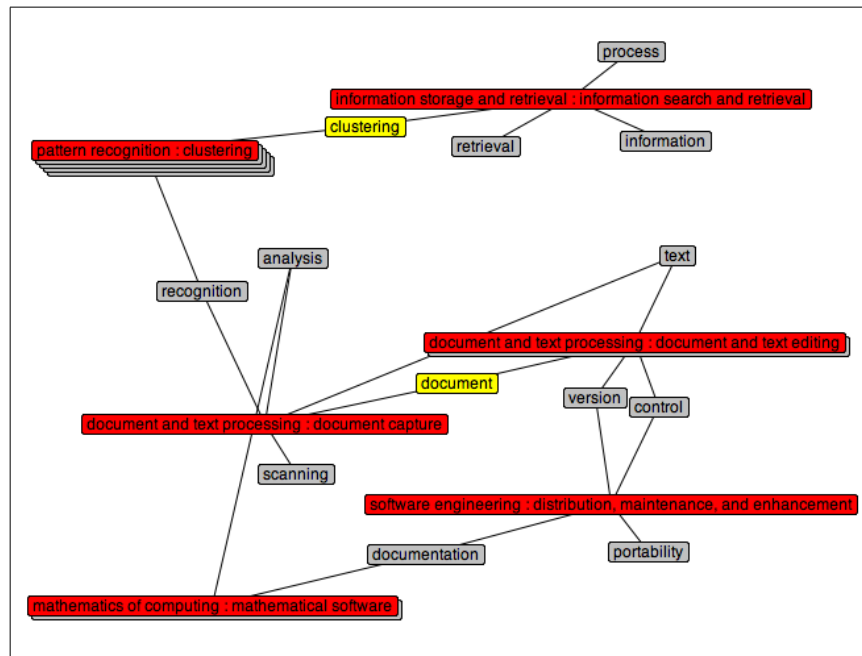 process
information storage and retrieval : information search and retrieval
clustering
retrieval
information
pattern recognition : clustering
analysis
text
recognition
document and text processing : document and text editing
document
version
control
document and text processing : document capture
scanning
software engineering : distribution, maintenance, and enhancement
documentation
portability
mathematics of computing : mathematical software